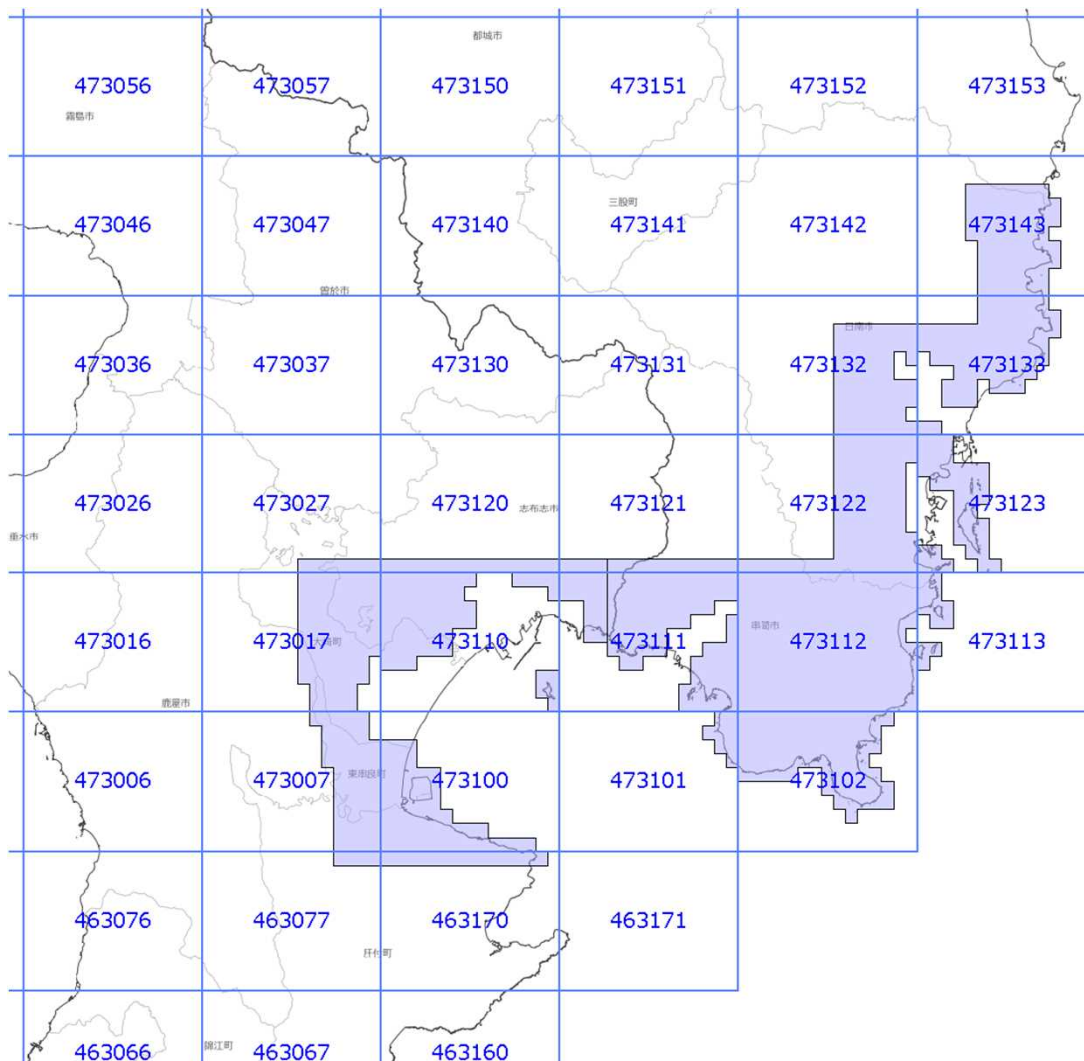 都城市
473056 473057 473150 473151 473152 473153
霧島市
三股町
473046 473047 473140 473141 473142 473143
曽於市
日南市
473036 473037 473130 473131 473132 473133
473026 473027 473120 志布志市 473121 473122 473123
垂水市
473016 473017 473110 473111 串間市 473112 473113
大崎町
鹿屋市
473006 473007 東串良町 473100 473101 473102
463076 463077 463170 463171
肝付町
463066 錦江町 463067 463160